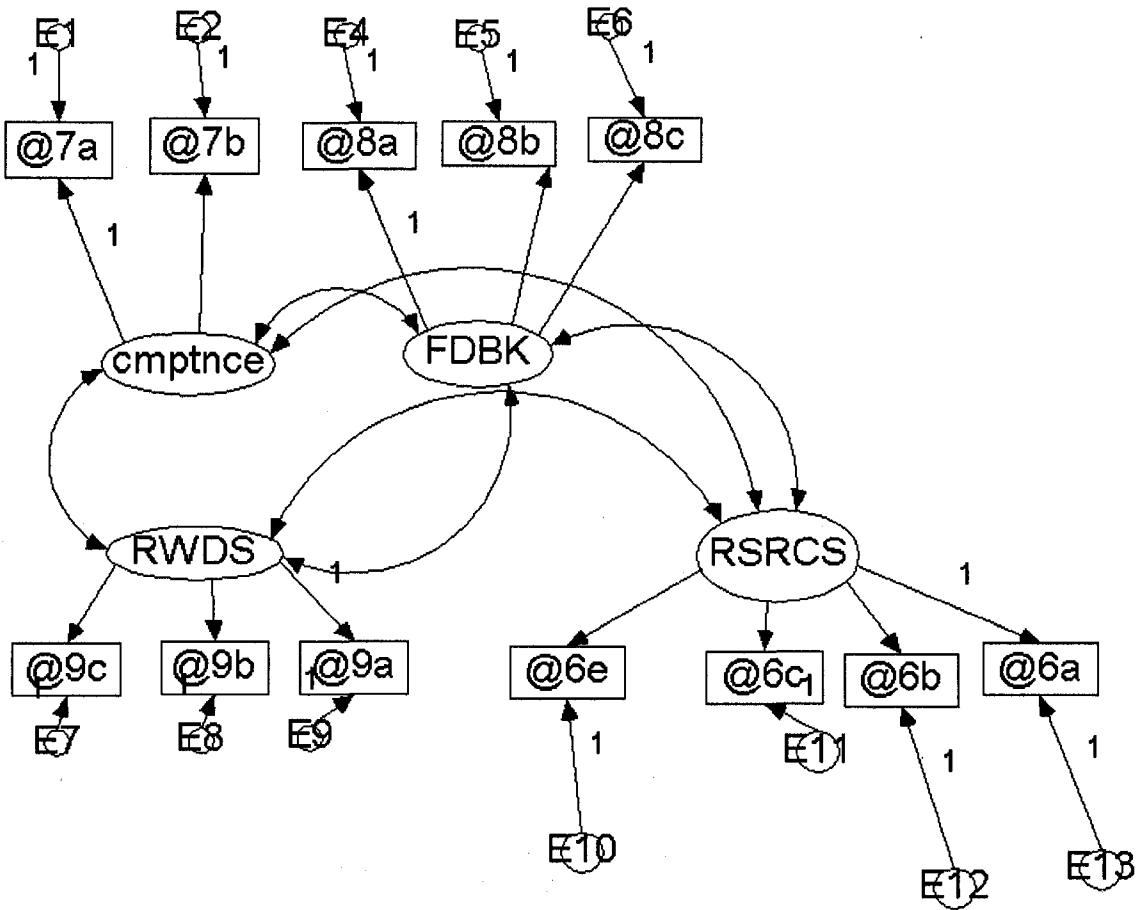 E1 E2 E4 E5 E6
1 1 1 1 1
@7a @7b @8a @8b @8c
1 1
cmptnce FDBK
RWDS RSRCS
1 1
@9c @9b @9a @6e @6c @6b @6a
1 1 1 1
E7 E8 E9 1 E11 1 1
E10 E12 E13